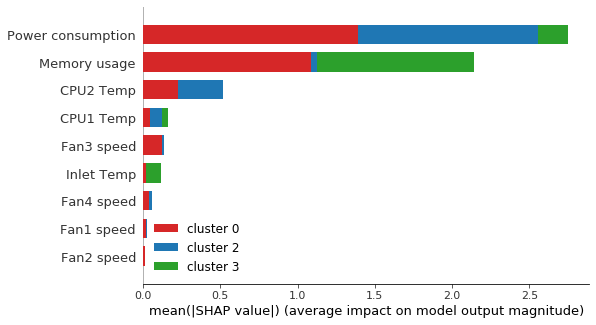 Power consumption
Memory usage
CPU2 Temp
CPU1 Temp
Fan3 speed
Inlet Temp
Fan4 speed
Fan1 speed
Fan2 speed
cluster 0
cluster 2
cluster 3
0.0 0.5 1.0 1.5 2.0 2.5
mean(|SHAP value|) (average impact on model output magnitude)